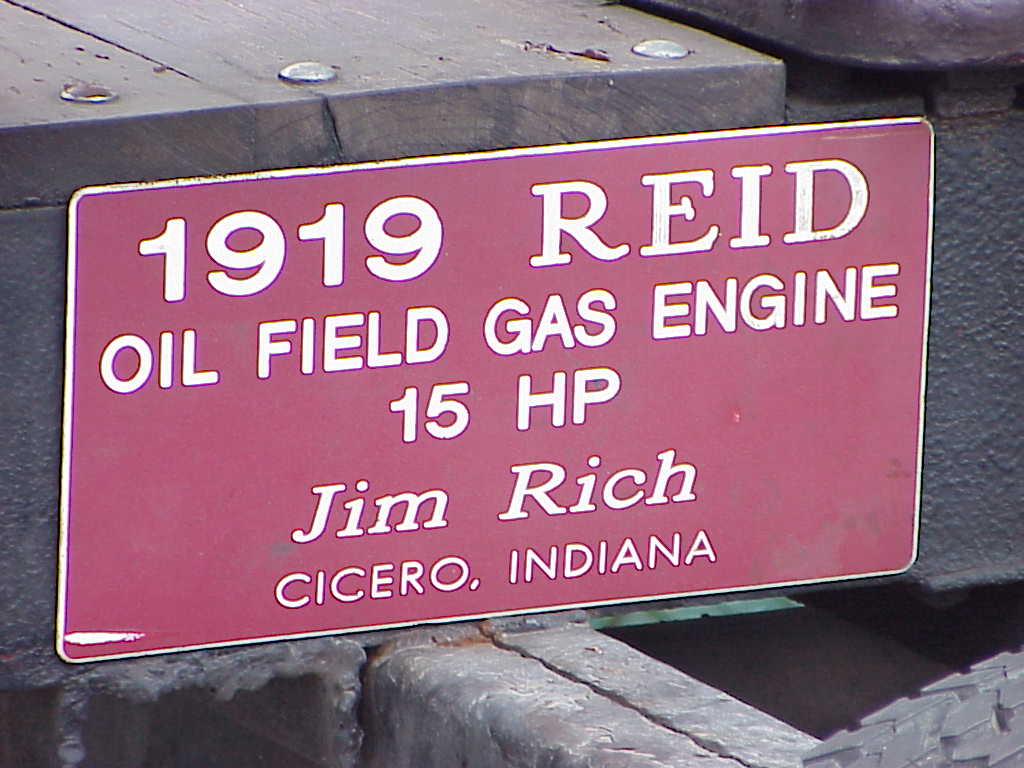 1919 REID
OIL FIELD GAS ENGINE
15 HP
Jim Rich
CICERO, INDIANA